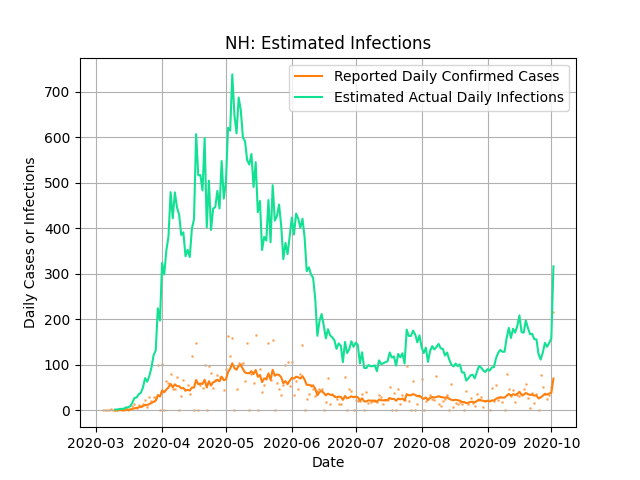 NH: Estimated Infections
Reported Daily Confirmed Cases
Estimated Actual Daily Infections
Daily Cases or Infections
700
600
500
400
300
200
100
0
2020-03 2020-04 2020-05 2020-06 2020-07 2020-08 2020-09 2020-10
Date